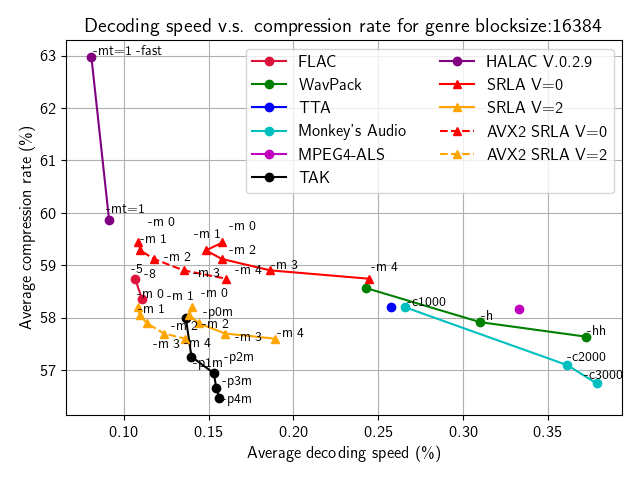 Decoding speed v.s. compression rate for genre blocksize:16384
Average compression rate (%)
63
62
61
60
59
58
57
0.10
0.15
0.20
0.25
0.30
0.35
Average decoding speed (%)
FLAC
WavPack
TTA
Monkey's Audio
MPEG4-ALS
TAK
HALAC V.0.2.9
SRLA V=0
SRLA V=2
AVX2 SRLA V=0
AVX2 SRLA V=2
-mt=1 -fast
-mt=1
-m 0
-m 1
-m 2
-m 3
-m 4
-m 0
-m 1
-m 2
-m 3
-m 4
-5
-8
-m 0
-m 1
-m 2
-m 3
-m 4
-m 0
-m 1
-m 2
-m 3
-m 4
-p0m
-p1m
-p2m
-p3m
-p4m
-c1000
-c2000
-c3000
-h
-hh